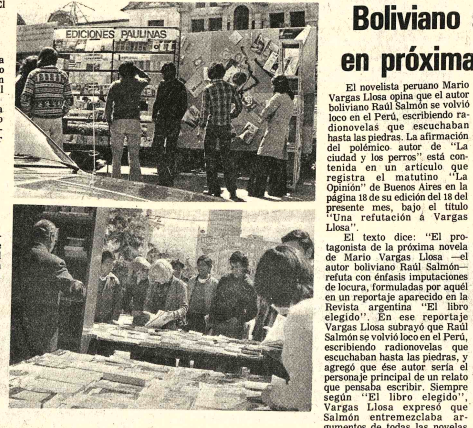 EDICIONES PAULINAS
Boliviano
en próxima
El novelista peruano Mario
Vargas Llosa opina que el autor
boliviano Raúl Salmón se volvió
loco en el Perú, escribiendo ra-
dionovelas que escuchaban
hasta las piedras. La afirmación
del polémico autor de "La
ciudad y los perros" está con-
tenida en un artículo que
registra el matutino "La
Opinión" de Buenos Aires en la
página 18 de su edición del 18 del
presente mes, bajo el título
"Una refutación á Vargas
Llosa".
El texto dice: "El pro-
tagonista de la próxima novela
de Mario Vargas Llosa —el
autor boliviano Raúl Salmón—
refuta con énfasis imputaciones
de locura, formuladas por aquél
en un reportaje aparecido en la
Revista argentina "El libro
elegido". En ese reportaje
Vargas Llosa subrayó que Raúl
Salmón se volvió loco en el Perú,
escribiendo radionovelas que
escuchaban hasta las piedras, y
agregó que ése autor sería el
personaje principal de un relato
que pensaba escribir. Siempre
según "El libro elegido",
Vargas Llosa expresó que
Salmón entremezclaba ar-
gumentos de todas las novelas